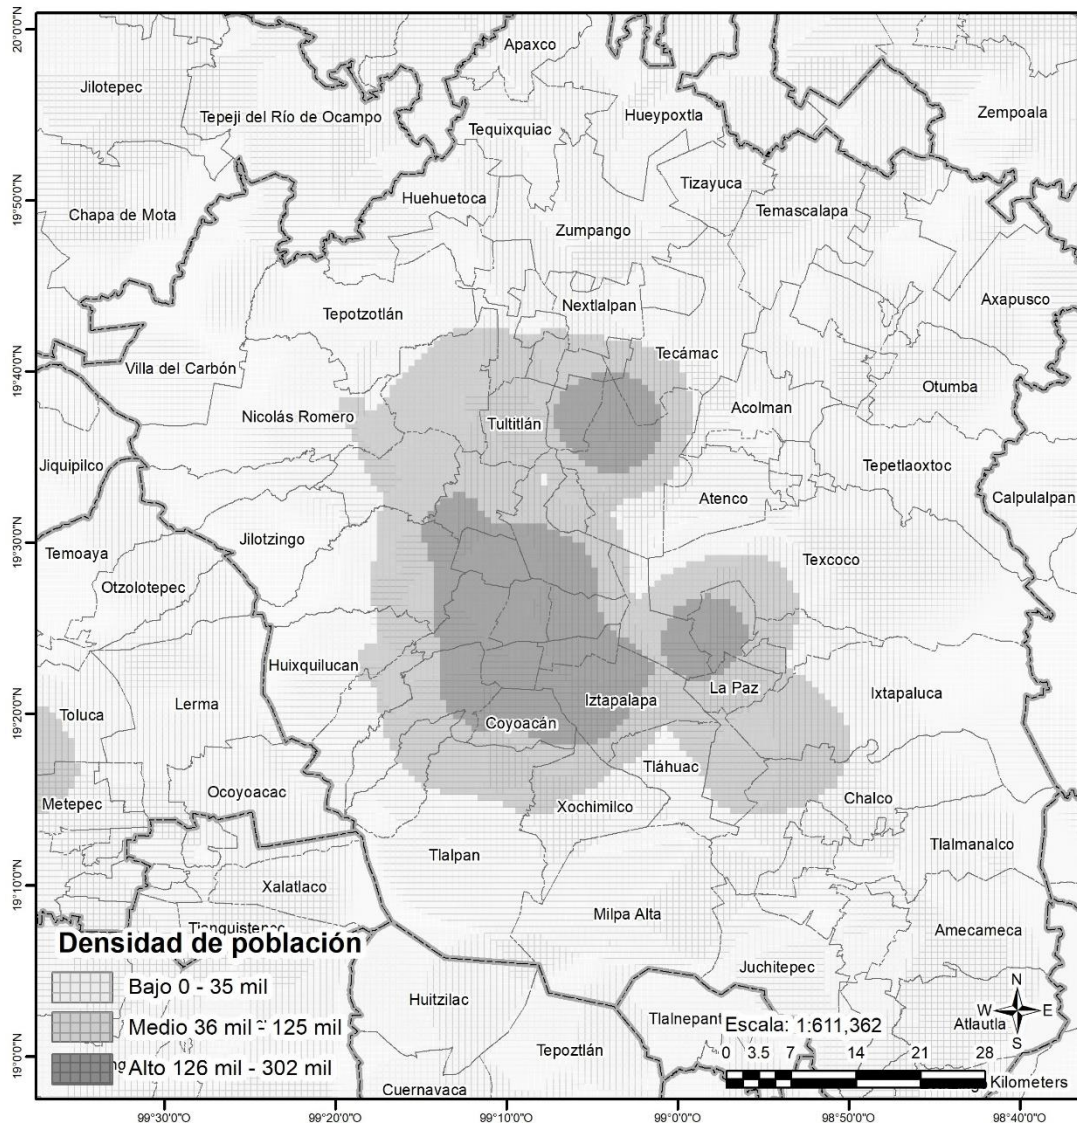 20°0'0"N
Apaxco
Jilotepec
Tepeji del Río de Ocampo
Hueypoxtla
Zempoala
Tequixquiac
Tizayuca
19°50'0"N
Huehuetoca
Chapa de Mota
Temascalapa
Zumpango
Axapusco
Nextlalpan
Tepotzotlán
19°40'0"N
Villa del Carbón
Tecámac
Otumba
Nicolás Romero
Acolman
Tultitlán
Jiquipilco
Tepetlaoxtoc
Atenco
Calpulalpan
19°30'0"N
Temoaya
Jilotzingo
Texcoco
Otzolotepec
Huixquilucan
La Paz
Ixtapaluca
Iztapalapa
Lerma
19°20'0"N
Toluca
Coyoacán
Tláhuac
Ocoyoacac
Metepec
Xochimilco
Chalco
Tlalpan
Tlalmanalco
19°10'0"N
Xalatlaco
Milpa Alta
Tianquistenco
Amecameca
Densidad de población
Juchitepec
Bajo 0 - 35 mil
Huitzilac
N
W E
S
Atlautla
Medio 36 mil - 125 mil
Tlalnepant
Escala: 1:611,362
19°0'0"N
Tepoztlán
0 3.5 7 14 21 28
Kilometers
Alto 126 mil - 302 mil
Cuernavaca
99°30'0"O 99°20'0"O 99°10'0"O 99°0'0"O 98°50'0"O 98°40'0"O